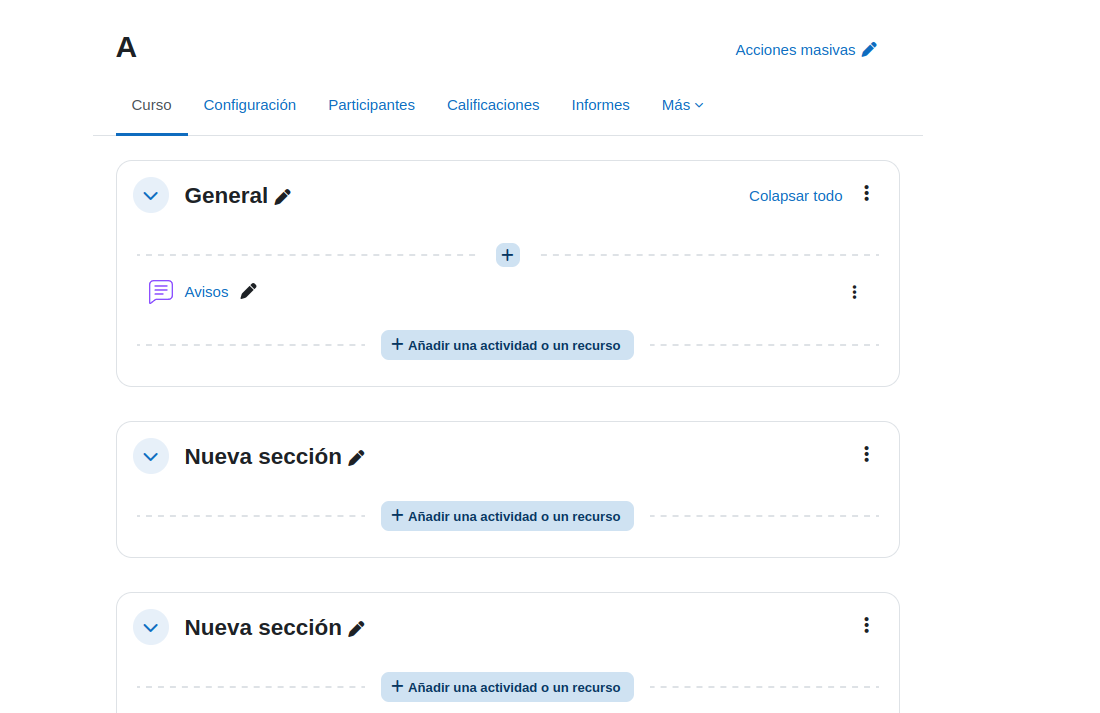 A
Acciones masivas
Curso Configuración Participantes Calificaciones Informes Más
General Colapsar todo
Avisos
Añadir una actividad o un recurso
Nueva sección
Añadir una actividad o un recurso
Nueva sección
Añadir una actividad o un recurso